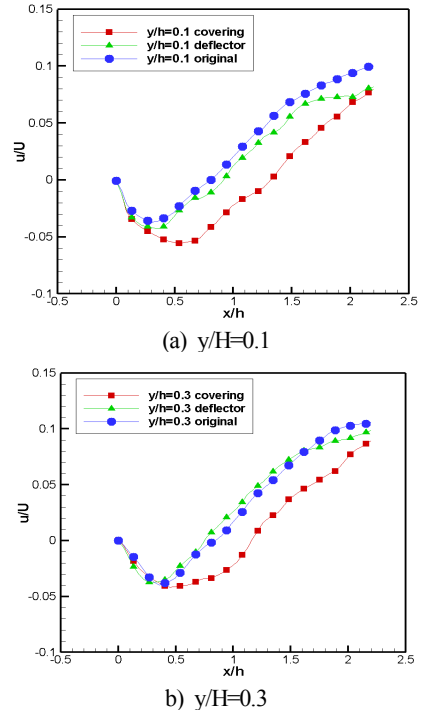 y/h=0.1 covering
y/h=0.1 deflector
y/h=0.1 original
0.15
0.1
0.05
0
-0.05
-0.1
u/U
-0.5 0 0.5 1 1.5 2 2.5
x/h
(a) y/H=0.1
y/h=0.3 covering
y/h=0.3 deflector
y/h=0.3 original
0.15
0.1
0.05
0
-0.05
-0.1
u/U
-0.5 0 0.5 1 1.5 2 2.5
x/h
b) y/H=0.3